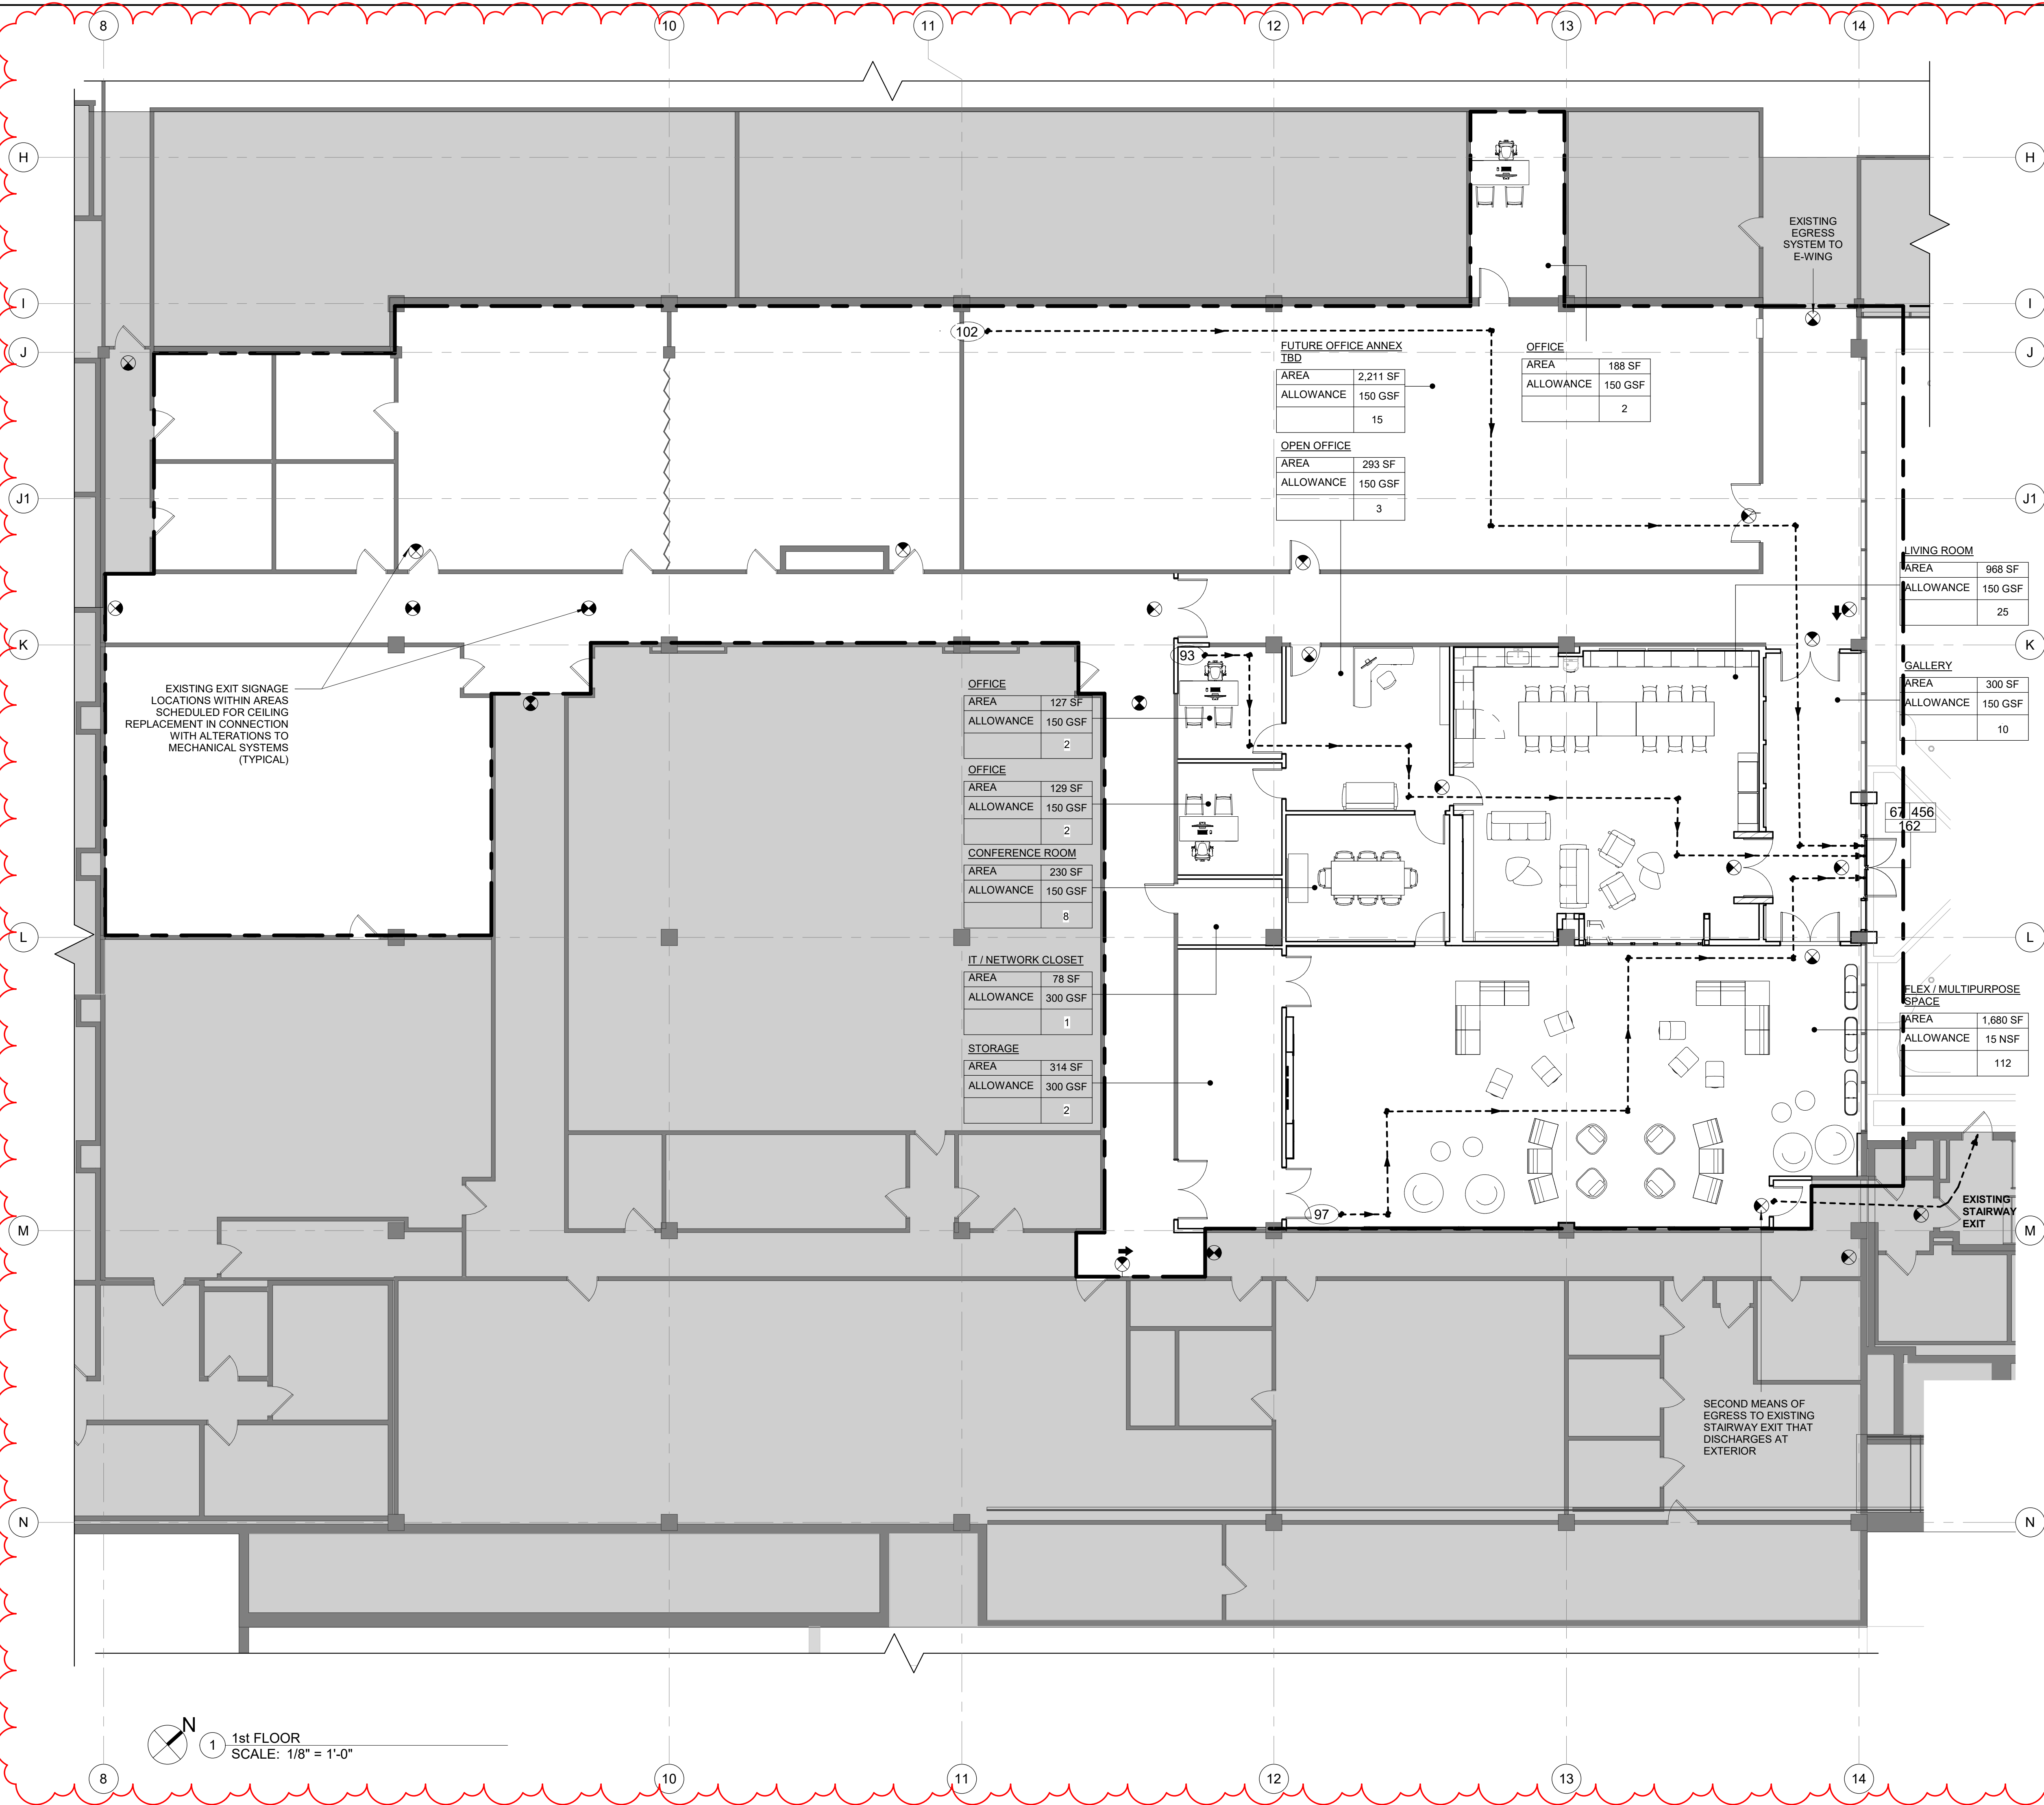 8
10
11
12
13
14
H
H
EXISTING
EGRESS
SYSTEM TO
E-WING
I
I
102
J
J
FUTURE OFFICE ANNEX
TBD
AREA 2,211 SF
ALLOWANCE 150 GSF
15
OFFICE
AREA 188 SF
ALLOWANCE 150 GSF
2
OPEN OFFICE
AREA 293 SF
ALLOWANCE 150 GSF
3
J1
J1
LIVING ROOM
AREA 968 SF
ALLOWANCE 150 GSF
25
K
K
93
GALLERY
AREA 300 SF
ALLOWANCE 150 GSF
10
EXISTING EXIT SIGNAGE
LOCATIONS WITHIN AREAS
SCHEDULED FOR CEILING
REPLACEMENT IN CONNECTION
WITH ALTERATIONS TO
MECHANICAL SYSTEMS
(TYPICAL)
OFFICE
AREA 127 SF
ALLOWANCE 150 GSF
2
OFFICE
AREA 129 SF
ALLOWANCE 150 GSF
2
67 456
162
CONFERENCE ROOM
AREA 230 SF
ALLOWANCE 150 GSF
8
L
L
IT / NETWORK CLOSET
AREA 78 SF
ALLOWANCE 300 GSF
1
FLEX / MULTIPURPOSE
SPACE
AREA 1,680 SF
ALLOWANCE 15 NSF
112
STORAGE
AREA 314 SF
ALLOWANCE 300 GSF
2
97
EXISTING
STAIRWAY
EXIT
M
M
SECOND MEANS OF
EGRESS TO EXISTING
STAIRWAY EXIT THAT
DISCHARGES AT
EXTERIOR
N
N
N
1
1st FLOOR
SCALE: 1/8" = 1'-0"
8
10
11
12
13
14